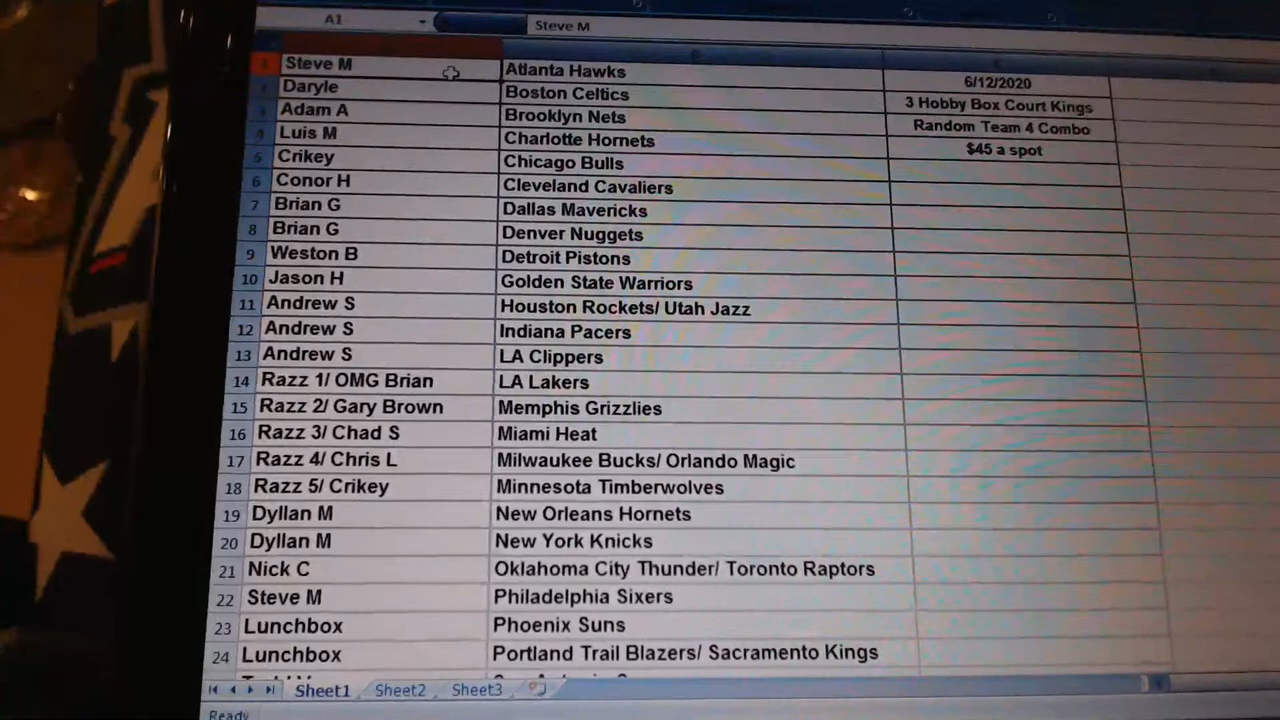 A1 Steve M
1 Steve M Atlanta Hawks 6/12/2020
2 Daryle Boston Celtics 3 Hobby Box Court Kings
3 Adam A Brooklyn Nets Random Team 4 Combo
4 Luis M Charlotte Hornets $45 a spot
5 Crikey Chicago Bulls
6 Conor H Cleveland Cavaliers
7 Brian G Dallas Mavericks
8 Brian G Denver Nuggets
9 Weston B Detroit Pistons
10 Jason H Golden State Warriors
11 Andrew S Houston Rockets/ Utah Jazz
12 Andrew S Indiana Pacers
13 Andrew S LA Clippers
14 Razz 1/ OMG Brian LA Lakers
15 Razz 2/ Gary Brown Memphis Grizzlies
16 Razz 3/ Chad S Miami Heat
17 Razz 4/ Chris L Milwaukee Bucks/ Orlando Magic
18 Razz 5/ Crikey Minnesota Timberwolves
19 Dyllan M New Orleans Hornets
20 Dyllan M New York Knicks
21 Nick C Oklahoma City Thunder/ Toronto Raptors
22 Steve M Philadelphia Sixers
23 Lunchbox Phoenix Suns
24 Lunchbox Portland Trail Blazers/ Sacramento Kings
Sheet1 Sheet2 Sheet3
Ready